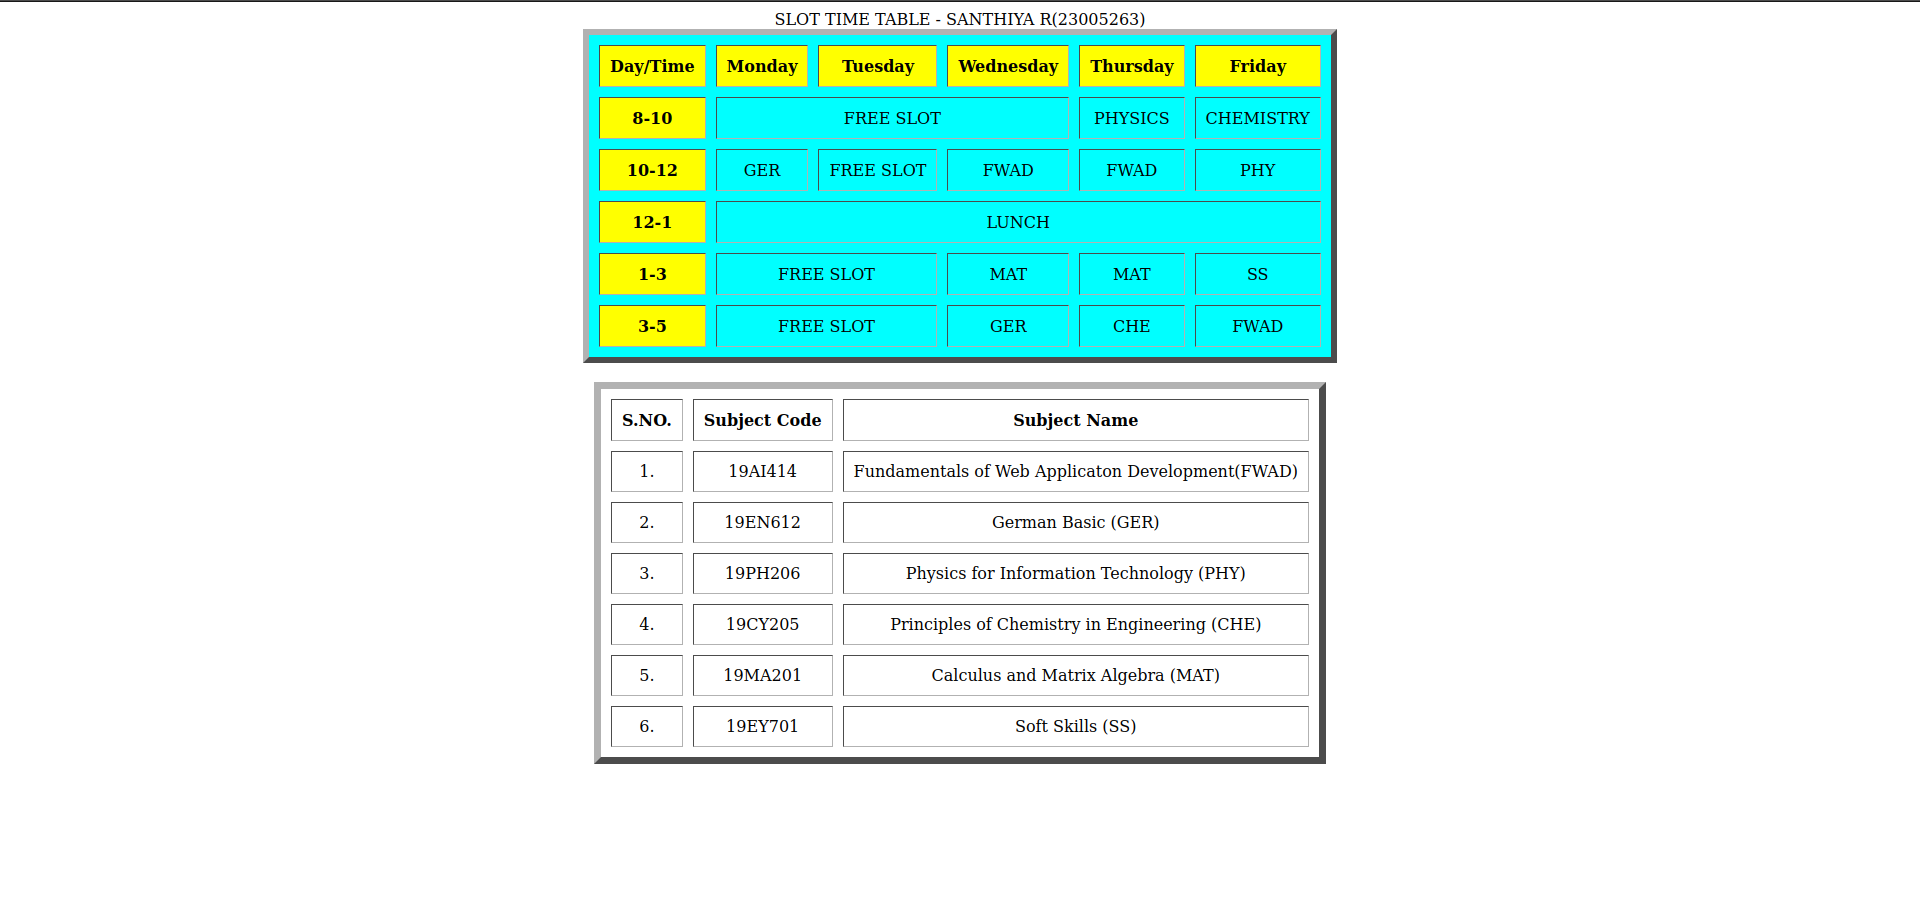 SLOT TIME TABLE - SANTHIYA R(23005263)
Day/Time Monday Tuesday Wednesday Thursday Friday
8-10 FREE SLOT PHYSICS CHEMISTRY
10-12 GER FREE SLOT FWAD FWAD PHY
12-1 LUNCH
1-3 FREE SLOT MAT MAT SS
3-5 FREE SLOT GER CHE FWAD
S.NO. Subject Code Subject Name
1. 19AI414 Fundamentals of Web Applicaton Development(FWAD)
2. 19EN612 German Basic (GER)
3. 19PH206 Physics for Information Technology (PHY)
4. 19CY205 Principles of Chemistry in Engineering (CHE)
5. 19MA201 Calculus and Matrix Algebra (MAT)
6. 19EY701 Soft Skills (SS)